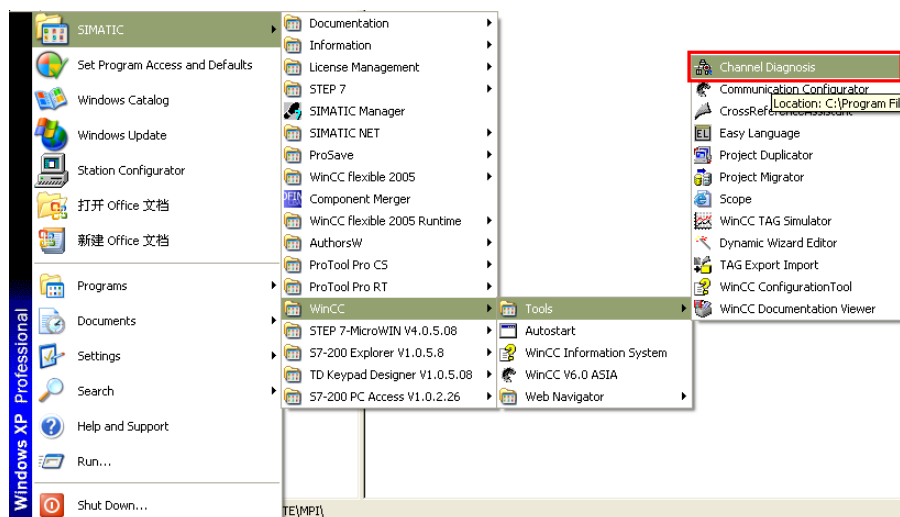 SIMATIC
Set Program Access and Defaults
Windows Catalog
Windows Update
Station Configurator
打开 Office 文档
新建 Office 文档
Programs
Documents
Settings
Search
Help and Support
Run...
Shut Down...
Windows XP Professional
Documentation
Information
License Management
STEP 7
SIMATIC Manager
SIMATIC NET
ProSave
WinCC flexible 2005
Component Merger
WinCC flexible 2005 Runtime
AuthorsW
ProTool Pro CS
ProTool Pro RT
WinCC
STEP 7-MicroWIN V4.0.5.08
S7-200 Explorer V1.0.5.8
TD Keypad Designer V1.0.5.08
S7-200 PC Access V1.0.2.26
Tools
Autostart
WinCC Information System
WinCC V6.0 ASIA
Web Navigator
Channel Diagnosis
Communication Configurator
Location: C:\Program Fil
CrossReferenceAssistant
EL
Easy Language
Project Duplicator
Project Migrator
Scope
WinCC TAG Simulator
Dynamic Wizard Editor
TAG Export Import
WinCC ConfigurationTool
WinCC Documentation Viewer
TE\MPI\